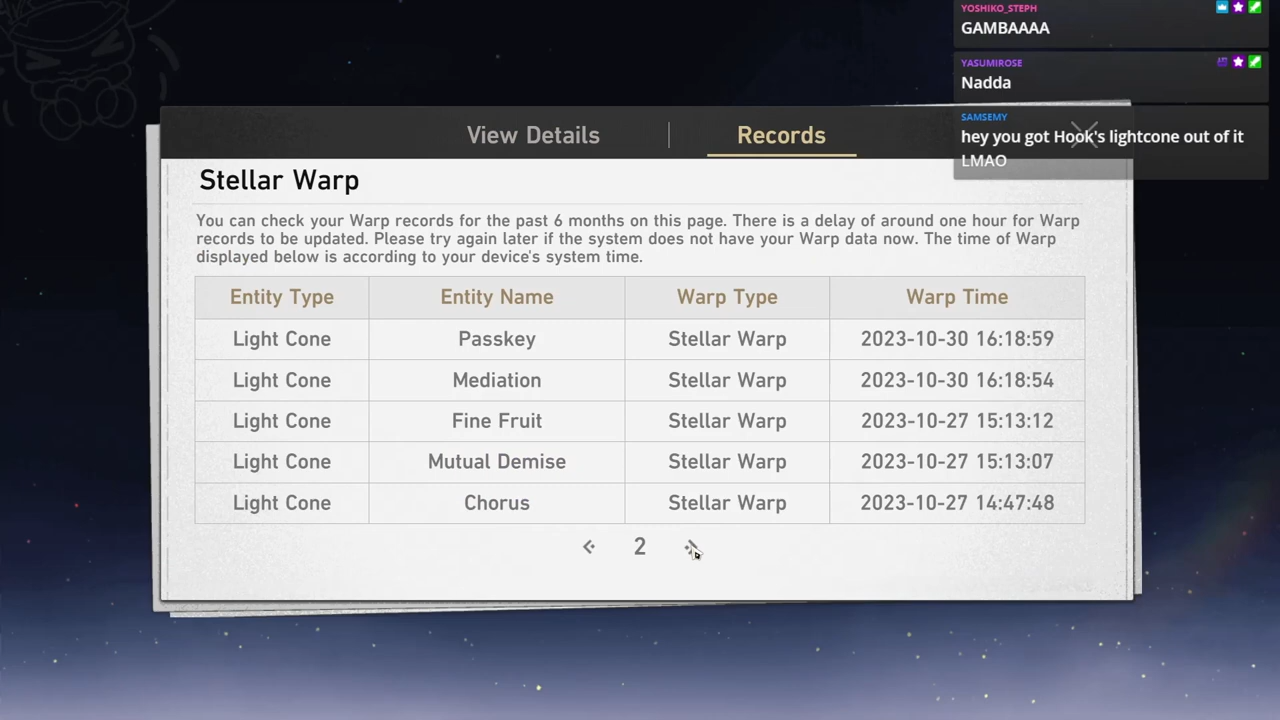 YOSHIKO_STEPH
GAMBAAAA
YASUMIROSE
Nadda
SAMSEMY
hey you got Hook's lightcone out of it
LMAO
View Details
Records
Stellar Warp
You can check your Warp records for the past 6 months on this page. There is a delay of around one hour for Warp
records to be updated. Please try again later if the system does not have your Warp data now. The time of Warp
displayed below is according to your device's system time.
Entity Type Entity Name Warp Type Warp Time
Light Cone Passkey Stellar Warp 2023-10-30 16:18:59
Light Cone Mediation Stellar Warp 2023-10-30 16:18:54
Light Cone Fine Fruit Stellar Warp 2023-10-27 15:13:12
Light Cone Mutual Demise Stellar Warp 2023-10-27 15:13:07
Light Cone Chorus Stellar Warp 2023-10-27 14:47:48
2